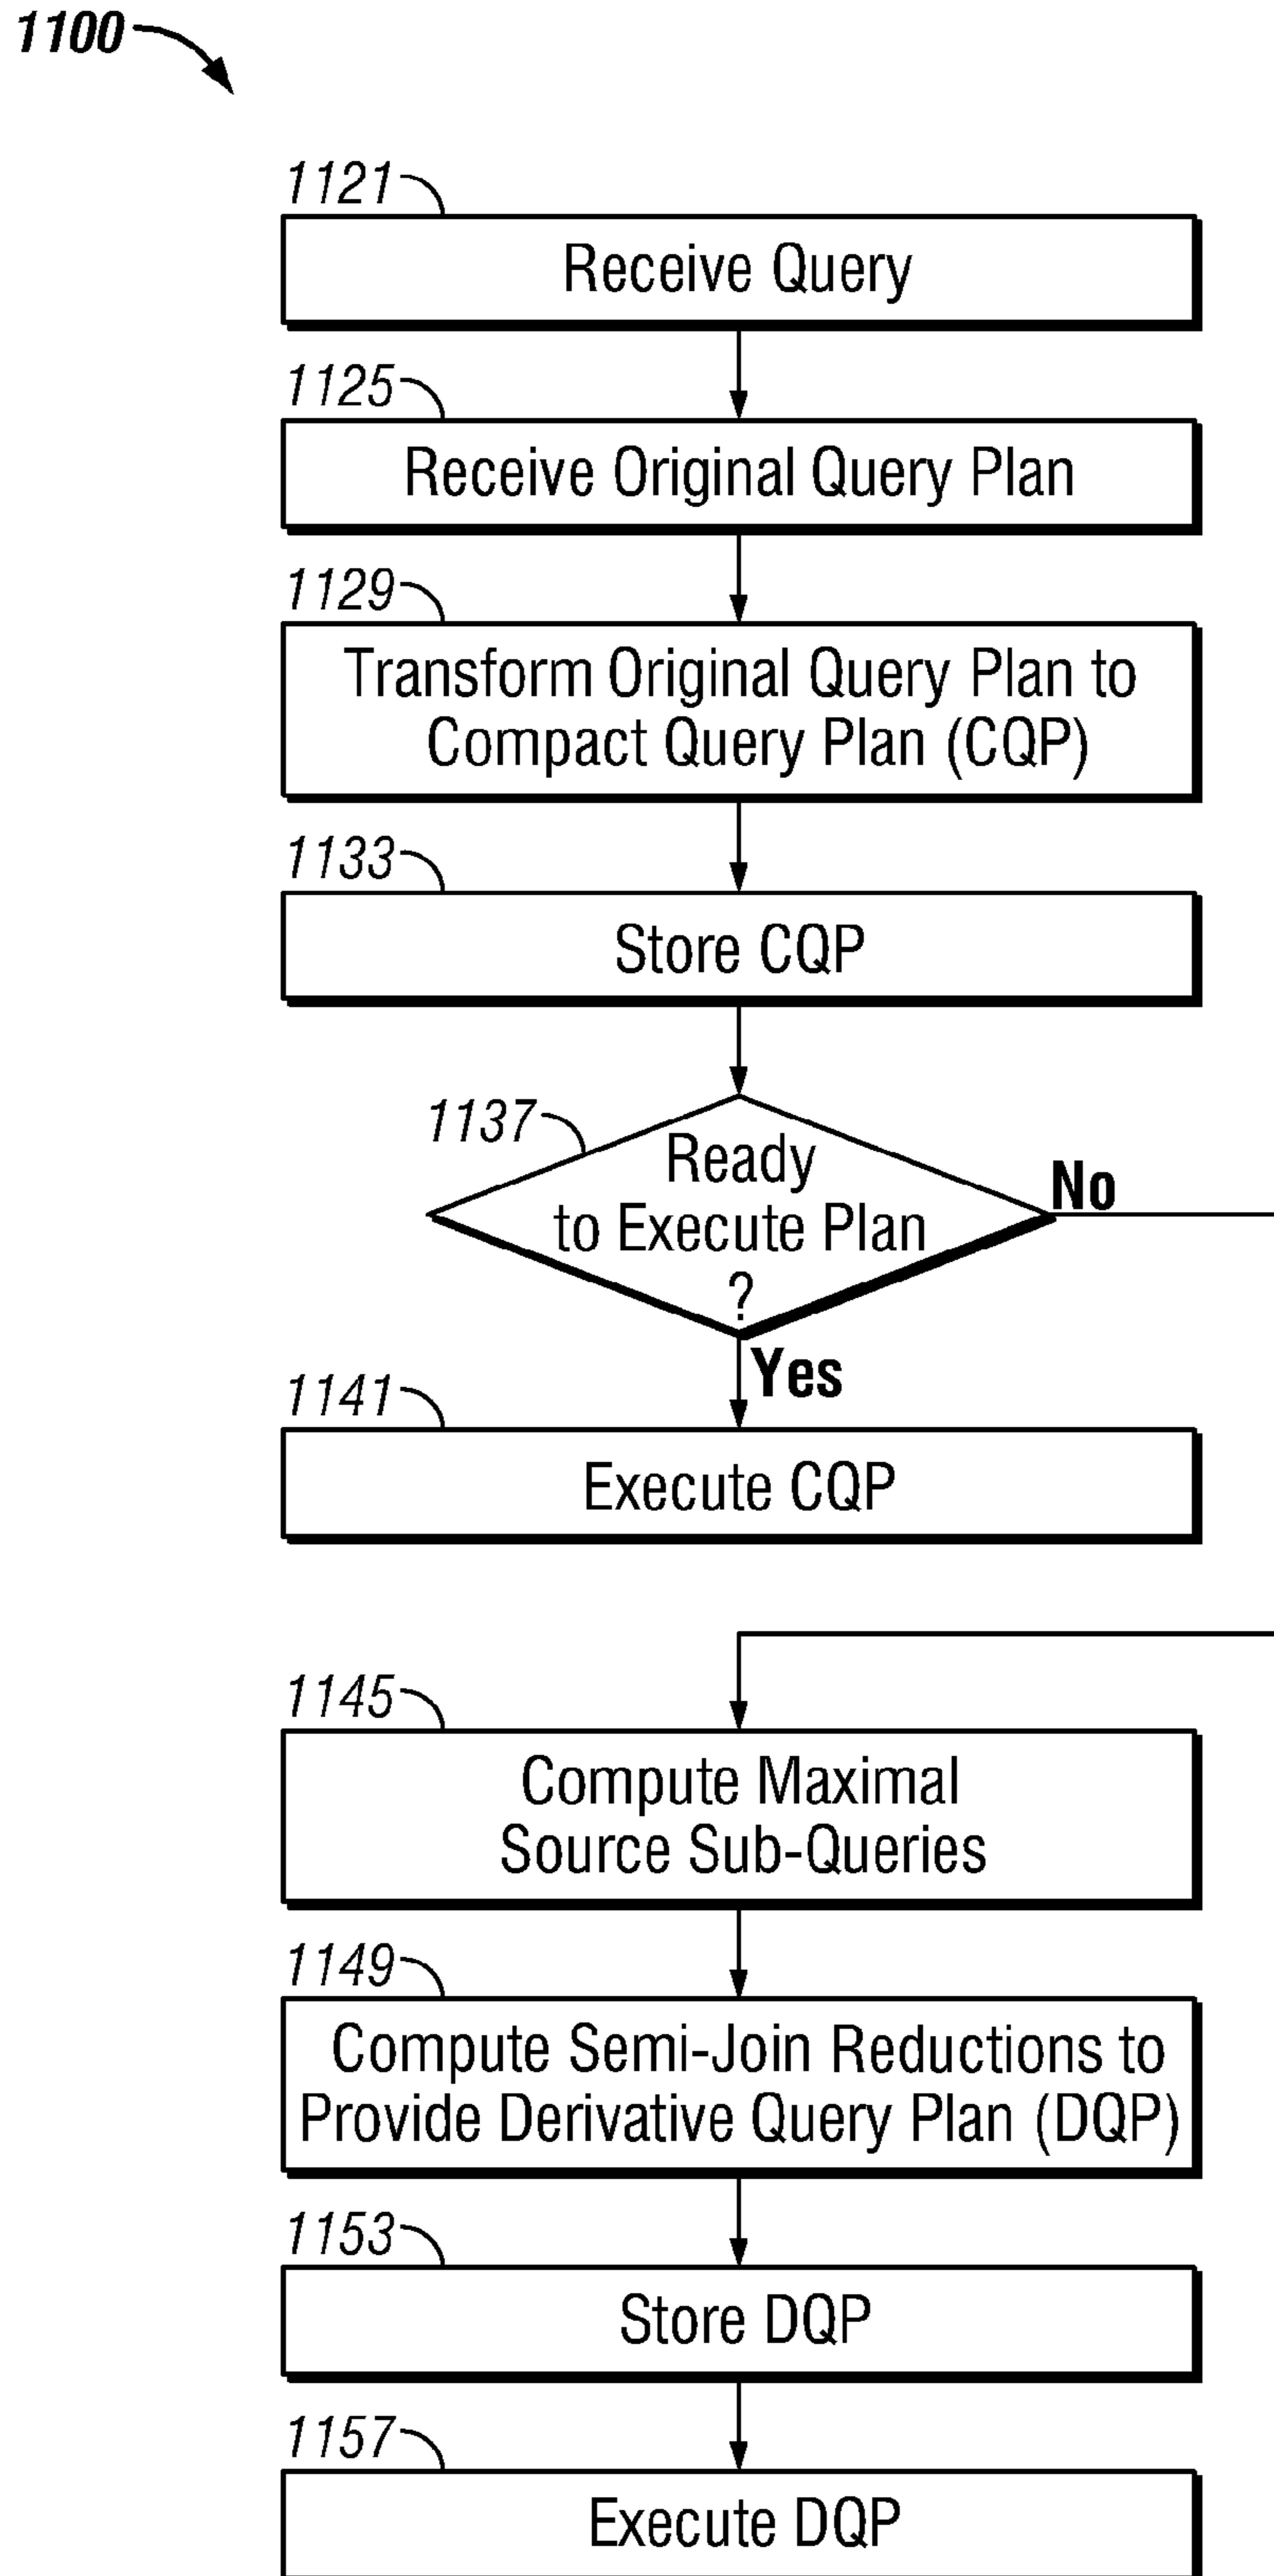 1100
1121
Receive Query
1125
Receive Original Query Plan
1129
Transform Original Query Plan to
Compact Query Plan (CQP)
1133
Store CQP
1137
Ready
to Execute Plan
?
No
Yes
1141
Execute CQP
1145
Compute Maximal
Source Sub-Queries
1149
Compute Semi-Join Reductions to
Provide Derivative Query Plan (DQP)
1153
Store DQP
1157
Execute DQP